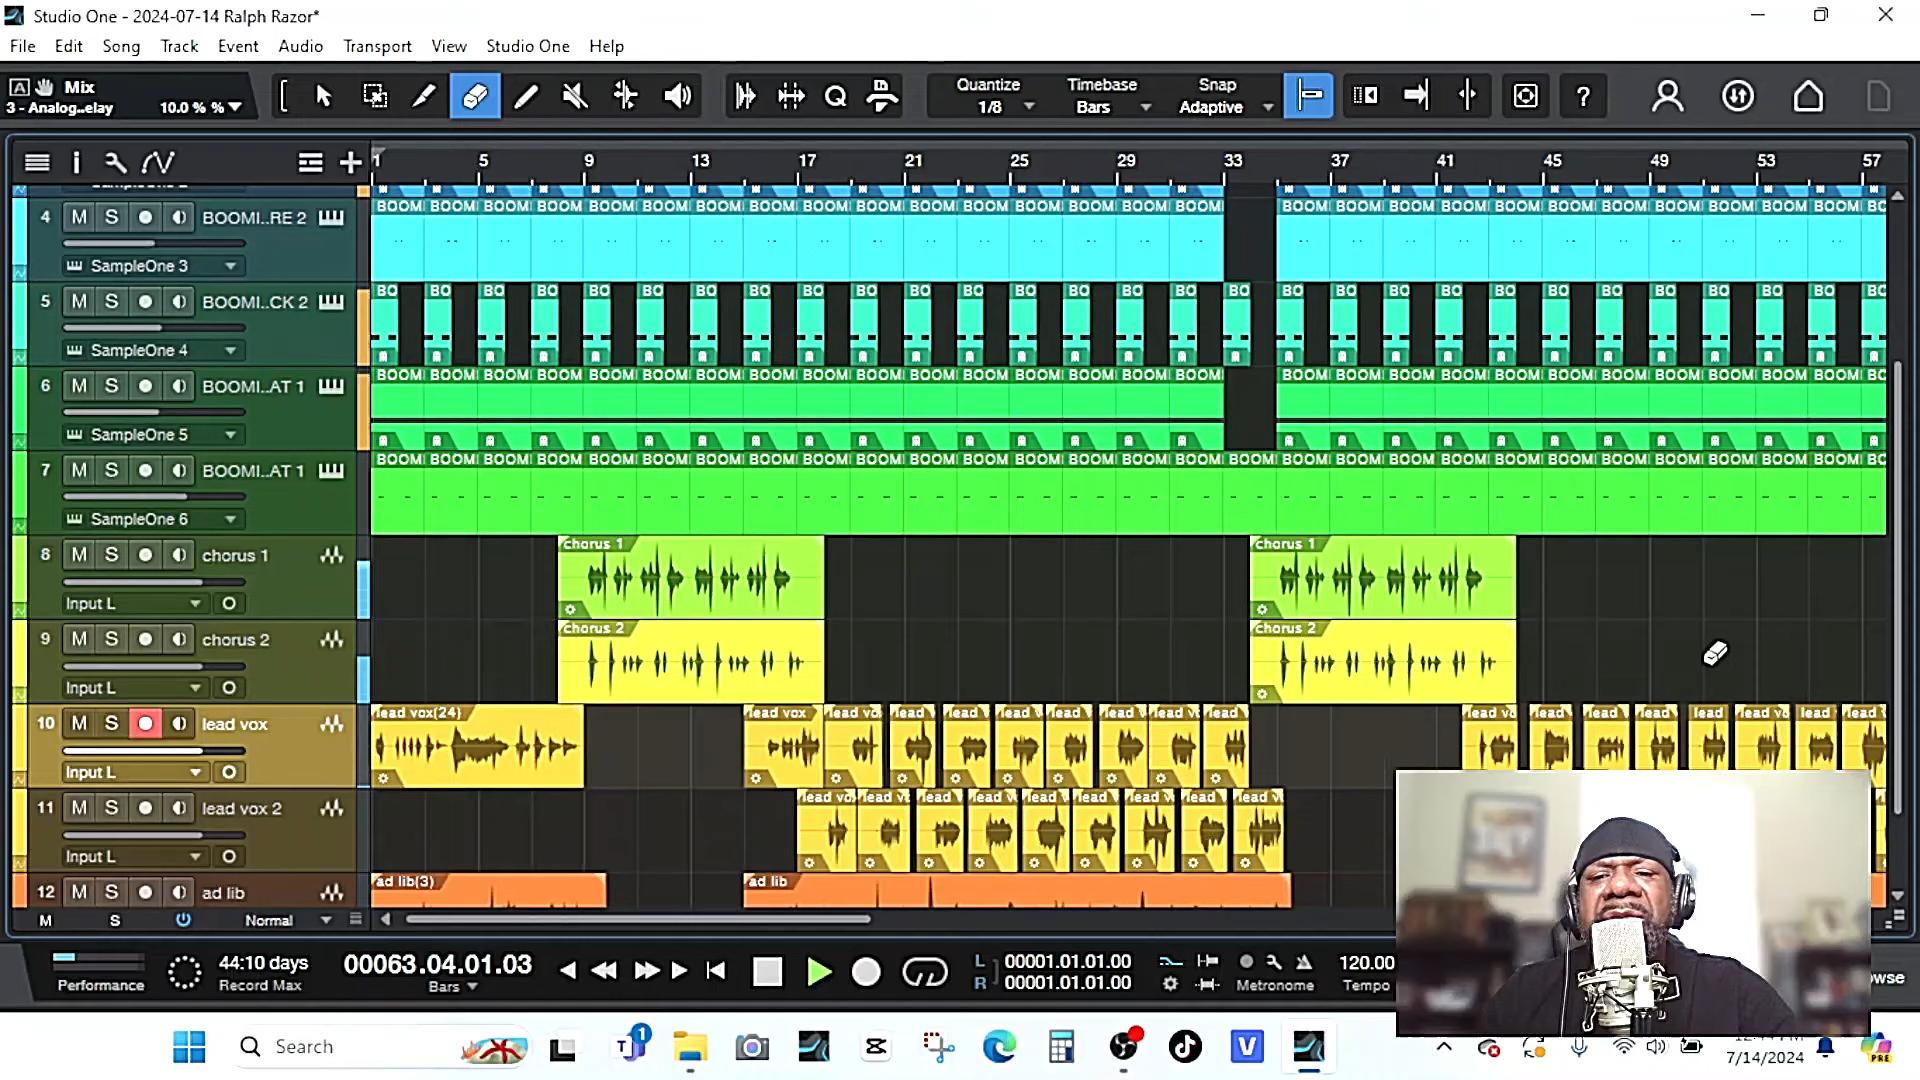 Studio One - 2024-07-14 Ralph Razor*
File Edit Song Track Event Audio Transport View Studio One Help
A Mix
3 - Analog..elay 10.0 % %
Quantize 1/8
Timebase Bars
Snap Adaptive
Q
?
1 5 9 13 17 21 25 29 33 37 41 45 49 53 57
4 M S BOOMI..RE 2
SampleOne 3
5 M S BOOMI..CK 2
SampleOne 4
6 M S BOOMI..AT 1
SampleOne 5
7 M S BOOMI..AT 1
SampleOne 6
8 M S chorus 1
Input L
chorus 1 chorus 1
9 M S chorus 2
Input L
chorus 2 chorus 2
10 M S lead vox
Input L
lead vox(24) lead vox
11 M S lead vox 2
Input L
12 M S ad lib
ad lib(3) ad lib
M S Normal
Performance
44:10 days
Record Max
00063.04.01.03
Bars
L 00001.01.01.00
R 00001.01.01.00
Metronome
120.00
Tempo
Search
1
V
7/14/2024
PRE